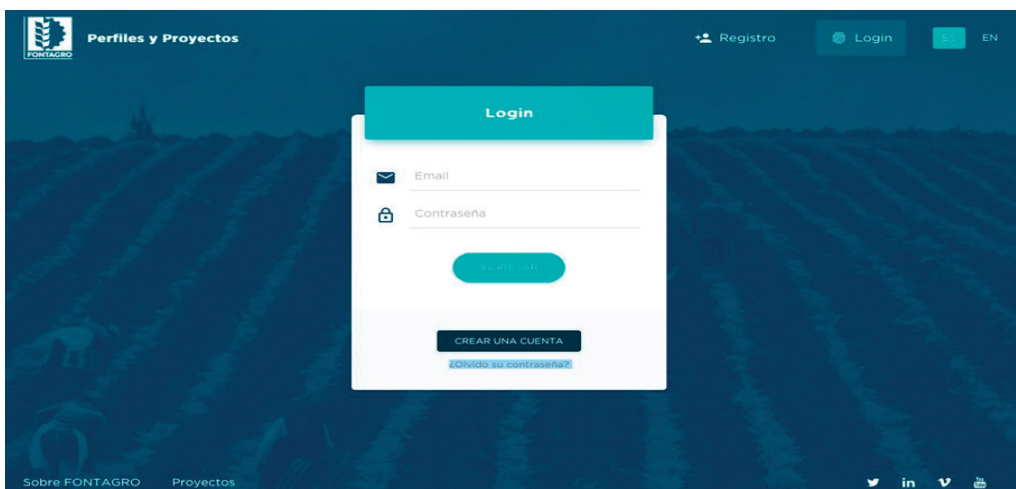 FONTAGRO
Perfiles y Proyectos
Registro
Login
ES
EN
Login
Email
Contraseña
INGRESAR
CREAR UNA CUENTA
¿Olvido su contraseña?
Sobre FONTAGRO
Proyectos